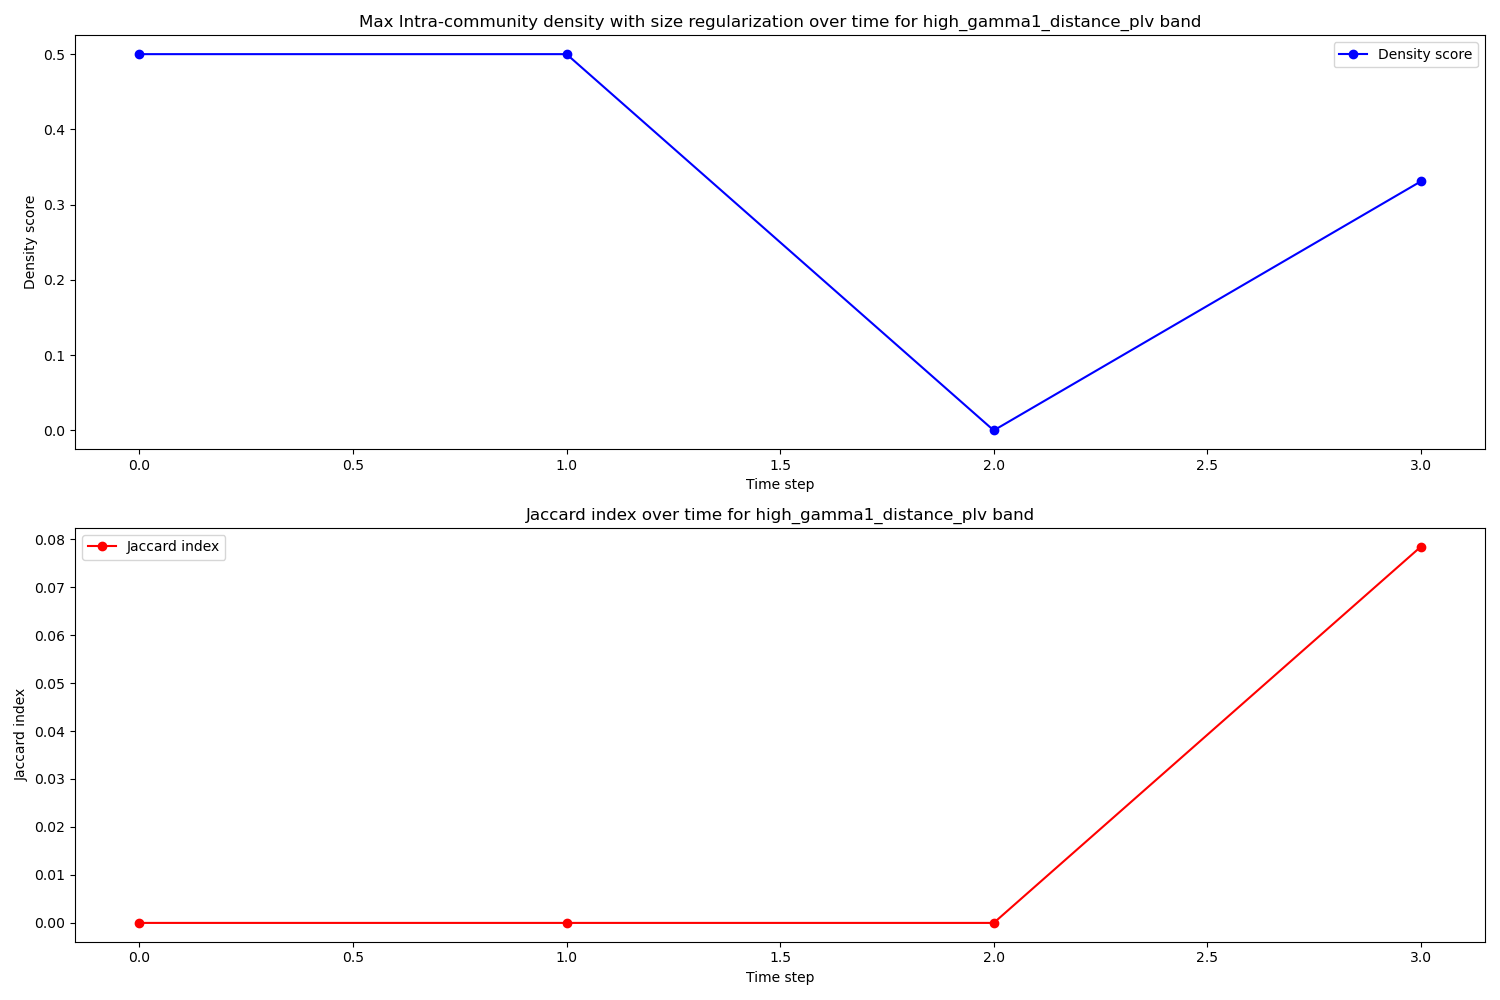 Max Intra-community density with size regularization over time for high_gamma1_distance_plv band
Density score
0.5
0.4
0.3
0.2
0.1
0.0
Density score
0.0 0.5 1.0 1.5 2.0 2.5 3.0
Time step
Jaccard index over time for high_gamma1_distance_plv band
Jaccard index
0.08
0.07
0.06
0.05
0.04
0.03
0.02
0.01
0.00
Jaccard index
0.0 0.5 1.0 1.5 2.0 2.5 3.0
Time step